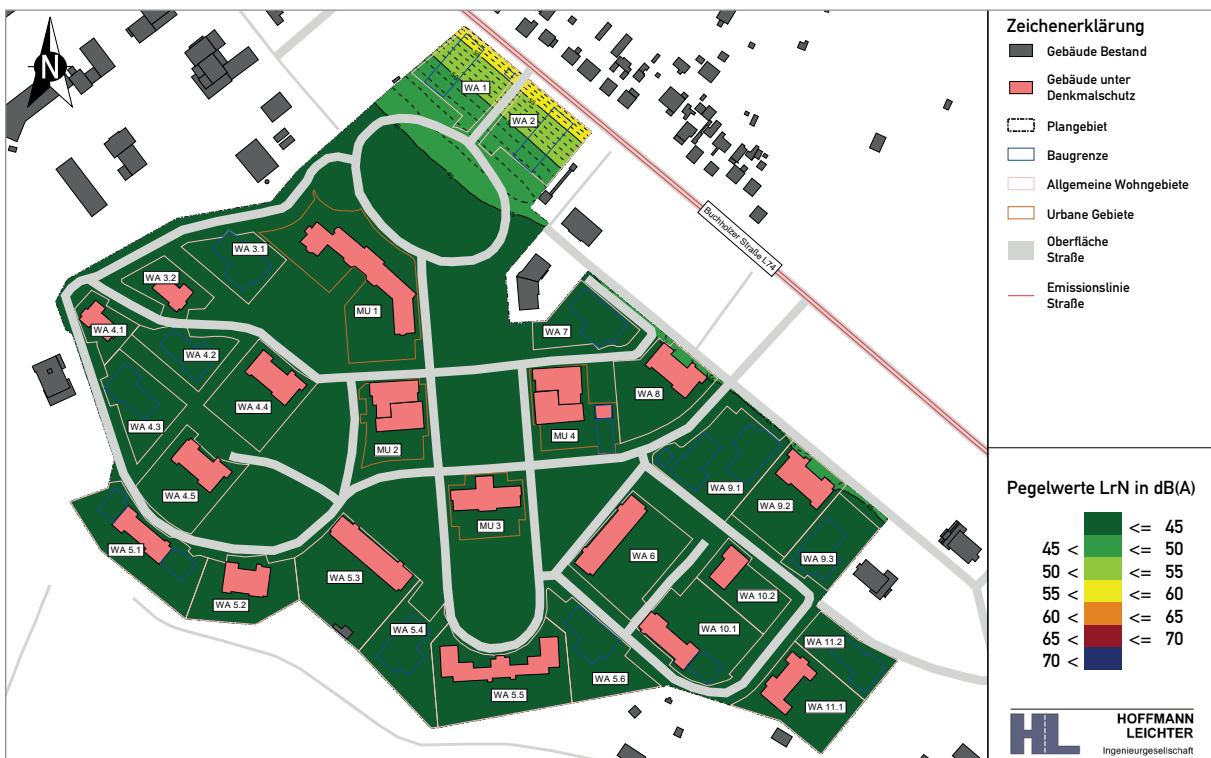 N
WA 1
WA 2
Buchholzer Straße L74
WA 3.1
WA 3.2
MU 1
WA 4.1
WA 4.2
WA 7
WA 4.3
WA 4.4
WA 8
MU 2
MU 4
WA 4.5
WA 9.1
WA 9.2
MU 3
WA 5.1
WA 5.3
WA 6
WA 9.3
WA 5.2
WA 10.2
WA 5.4
WA 10.1
WA 11.2
WA 5.5
WA 5.6
WA 11.1
Zeichenerklärung
Gebäude Bestand
Gebäude unter
Denkmalschutz
Plangebiet
Baugrenze
Allgemeine Wohngebiete
Urbane Gebiete
Oberfläche
Straße
Emissionslinie
Straße
Pegelwerte LrN in dB(A)
<= 45
45 < <= 50
50 < <= 55
55 < <= 60
60 < <= 65
65 < <= 70
70 <
HL
HOFFMANN
LEICHTER
Ingenieurgesellschaft